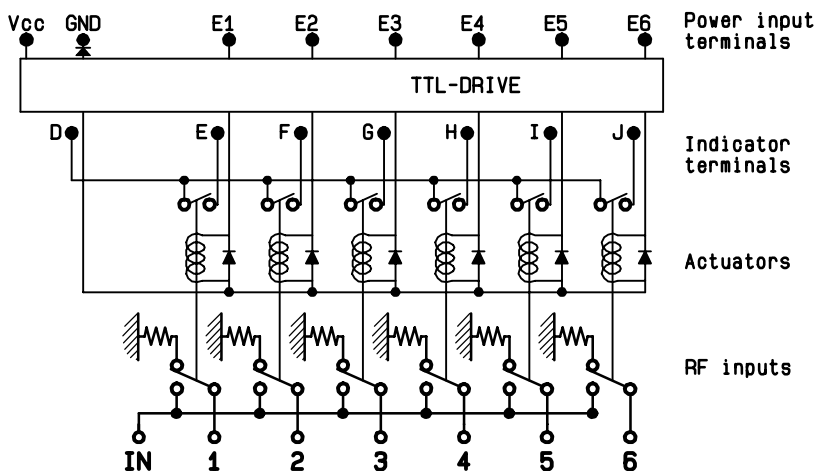 Vcc GND E1 E2 E3 E4 E5 E6 Power input
terminals
TTL-DRIVE
D E F G H I J Indicator
terminals
Actuators
RF inputs
IN 1 2 3 4 5 6